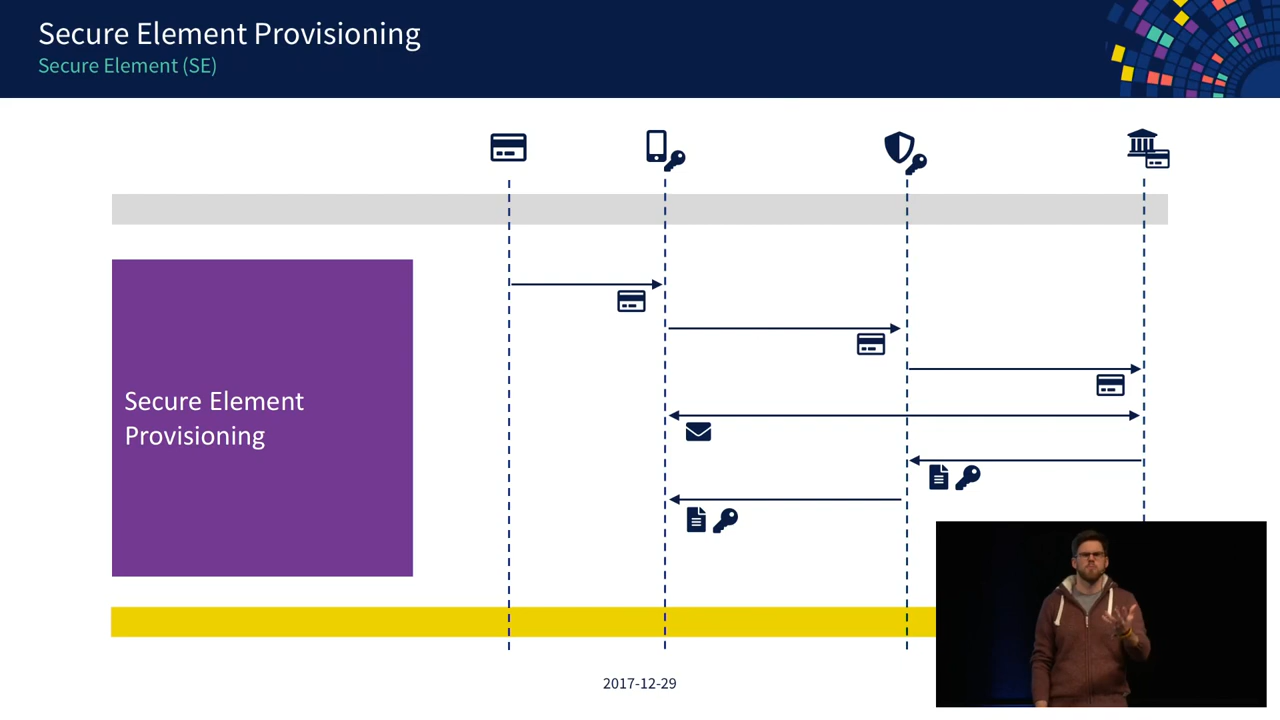 Secure Element Provisioning
Secure Element (SE)
Secure Element
Provisioning
2017-12-29